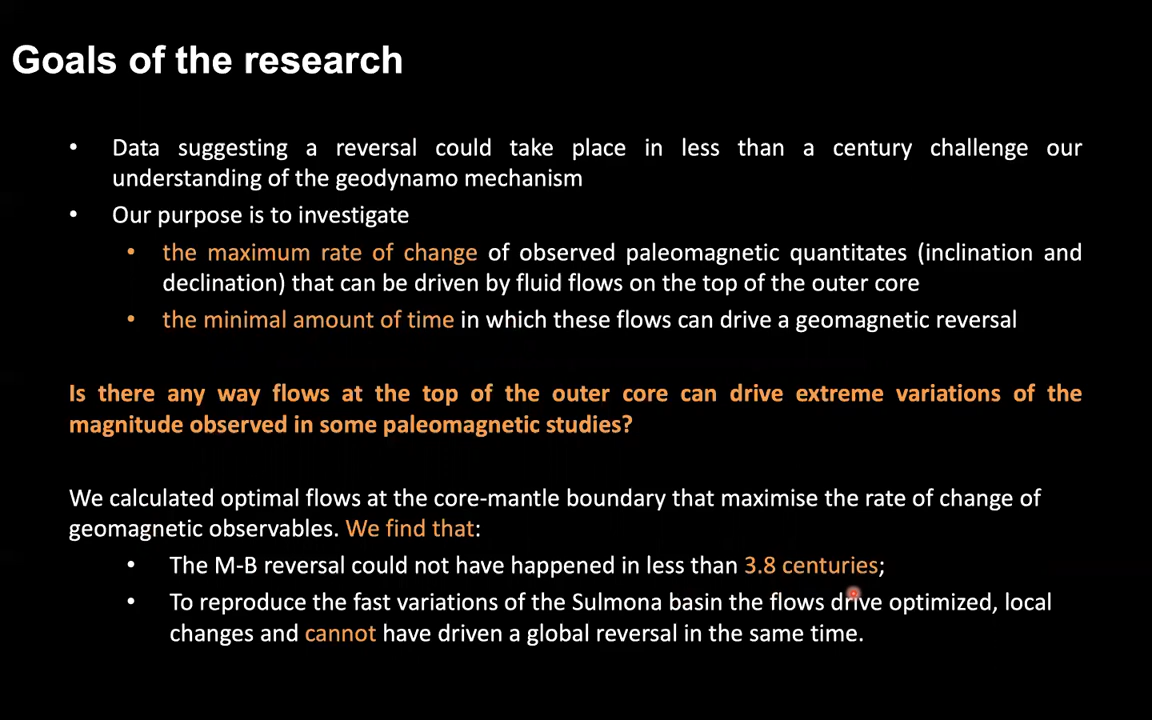 Goals of the research
• Data suggesting a reversal could take place in less than a century challenge our
understanding of the geodynamo mechanism
• Our purpose is to investigate
• the maximum rate of change of observed paleomagnetic quantitates (inclination and
declination) that can be driven by fluid flows on the top of the outer core
• the minimal amount of time in which these flows can drive a geomagnetic reversal
Is there any way flows at the top of the outer core can drive extreme variations of the
magnitude observed in some paleomagnetic studies?
We calculated optimal flows at the core-mantle boundary that maximise the rate of change of
geomagnetic observables. We find that:
• The M-B reversal could not have happened in less than 3.8 centuries;
• To reproduce the fast variations of the Sulmona basin the flows drive optimized, local
changes and cannot have driven a global reversal in the same time.